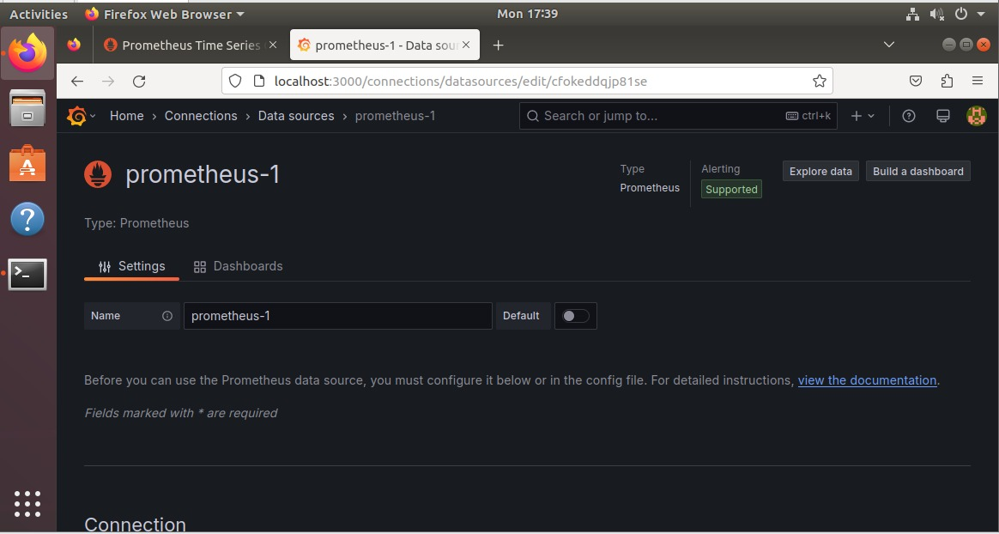 Activities Firefox Web Browser Mon 17:39
Prometheus Time Series prometheus-1 - Data sour
localhost:3000/connections/datasources/edit/cfokeddqjp81se
Home › Connections › Data sources › prometheus-1 Search or jump to... ctrl+k
prometheus-1
Type
Prometheus
Alerting
Supported
Explore data Build a dashboard
Type: Prometheus
Settings Dashboards
Name prometheus-1 Default
Before you can use the Prometheus data source, you must configure it below or in the config file. For detailed instructions, view the documentation.
Fields marked with * are required
Connection